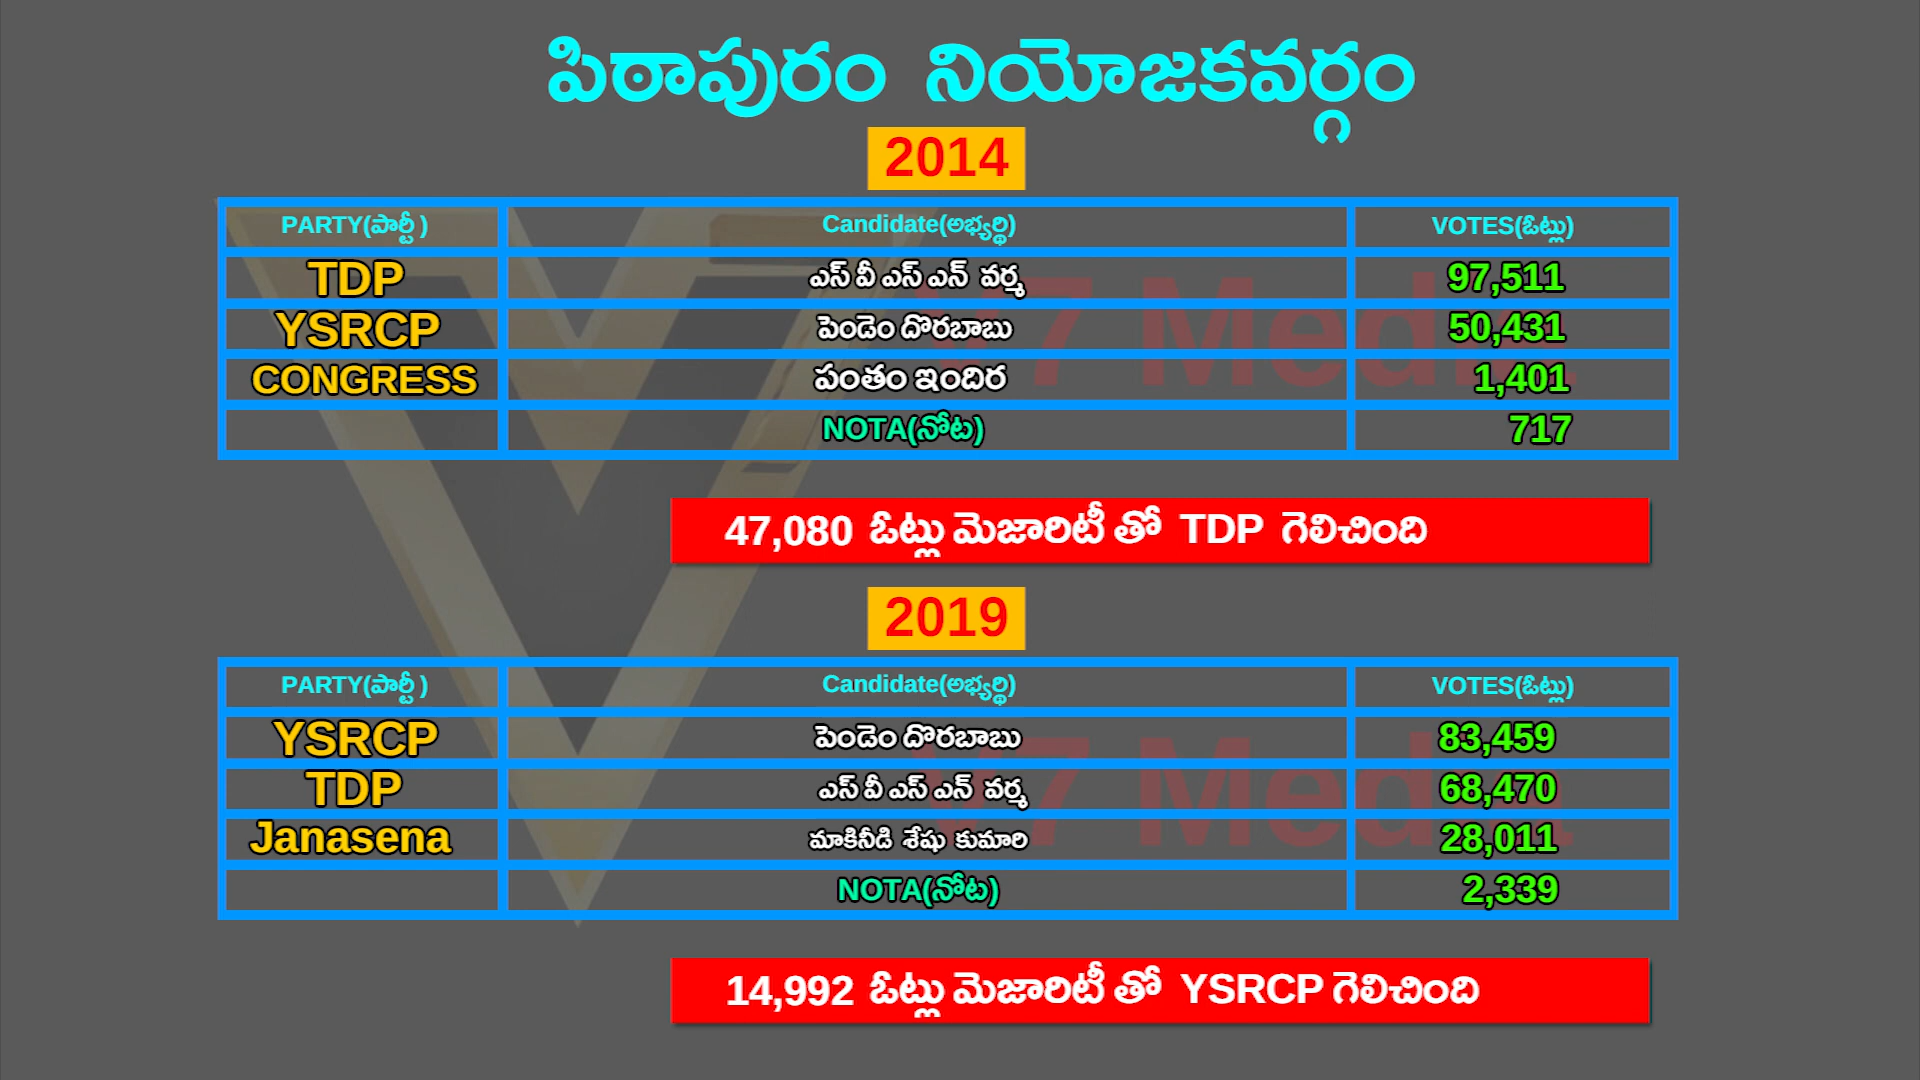 పిఠాపురం నియోజకవర్గం
2014
PARTY(పార్టీ) Candidate(అభ్యర్థి) VOTES(ఓట్లు)
TDP ఎస్ వీ ఎస్ ఎన్ వర్మ 97,511
YSRCP పెండెం దొరబాబు 50,431
CONGRESS పంతం ఇందిర 1,401
NOTA(నోట) 717
47,080 ఓట్లు మెజారిటీ తో TDP గెలిచింది
2019
PARTY(పార్టీ) Candidate(అభ్యర్థి) VOTES(ఓట్లు)
YSRCP పెండెం దొరబాబు 83,459
TDP ఎస్ వీ ఎస్ ఎన్ వర్మ 68,470
Janasena మాకినీడి శేషు కుమారి 28,011
NOTA(నోట) 2,339
14,992 ఓట్లు మెజారిటీ తో YSRCP గెలిచింది